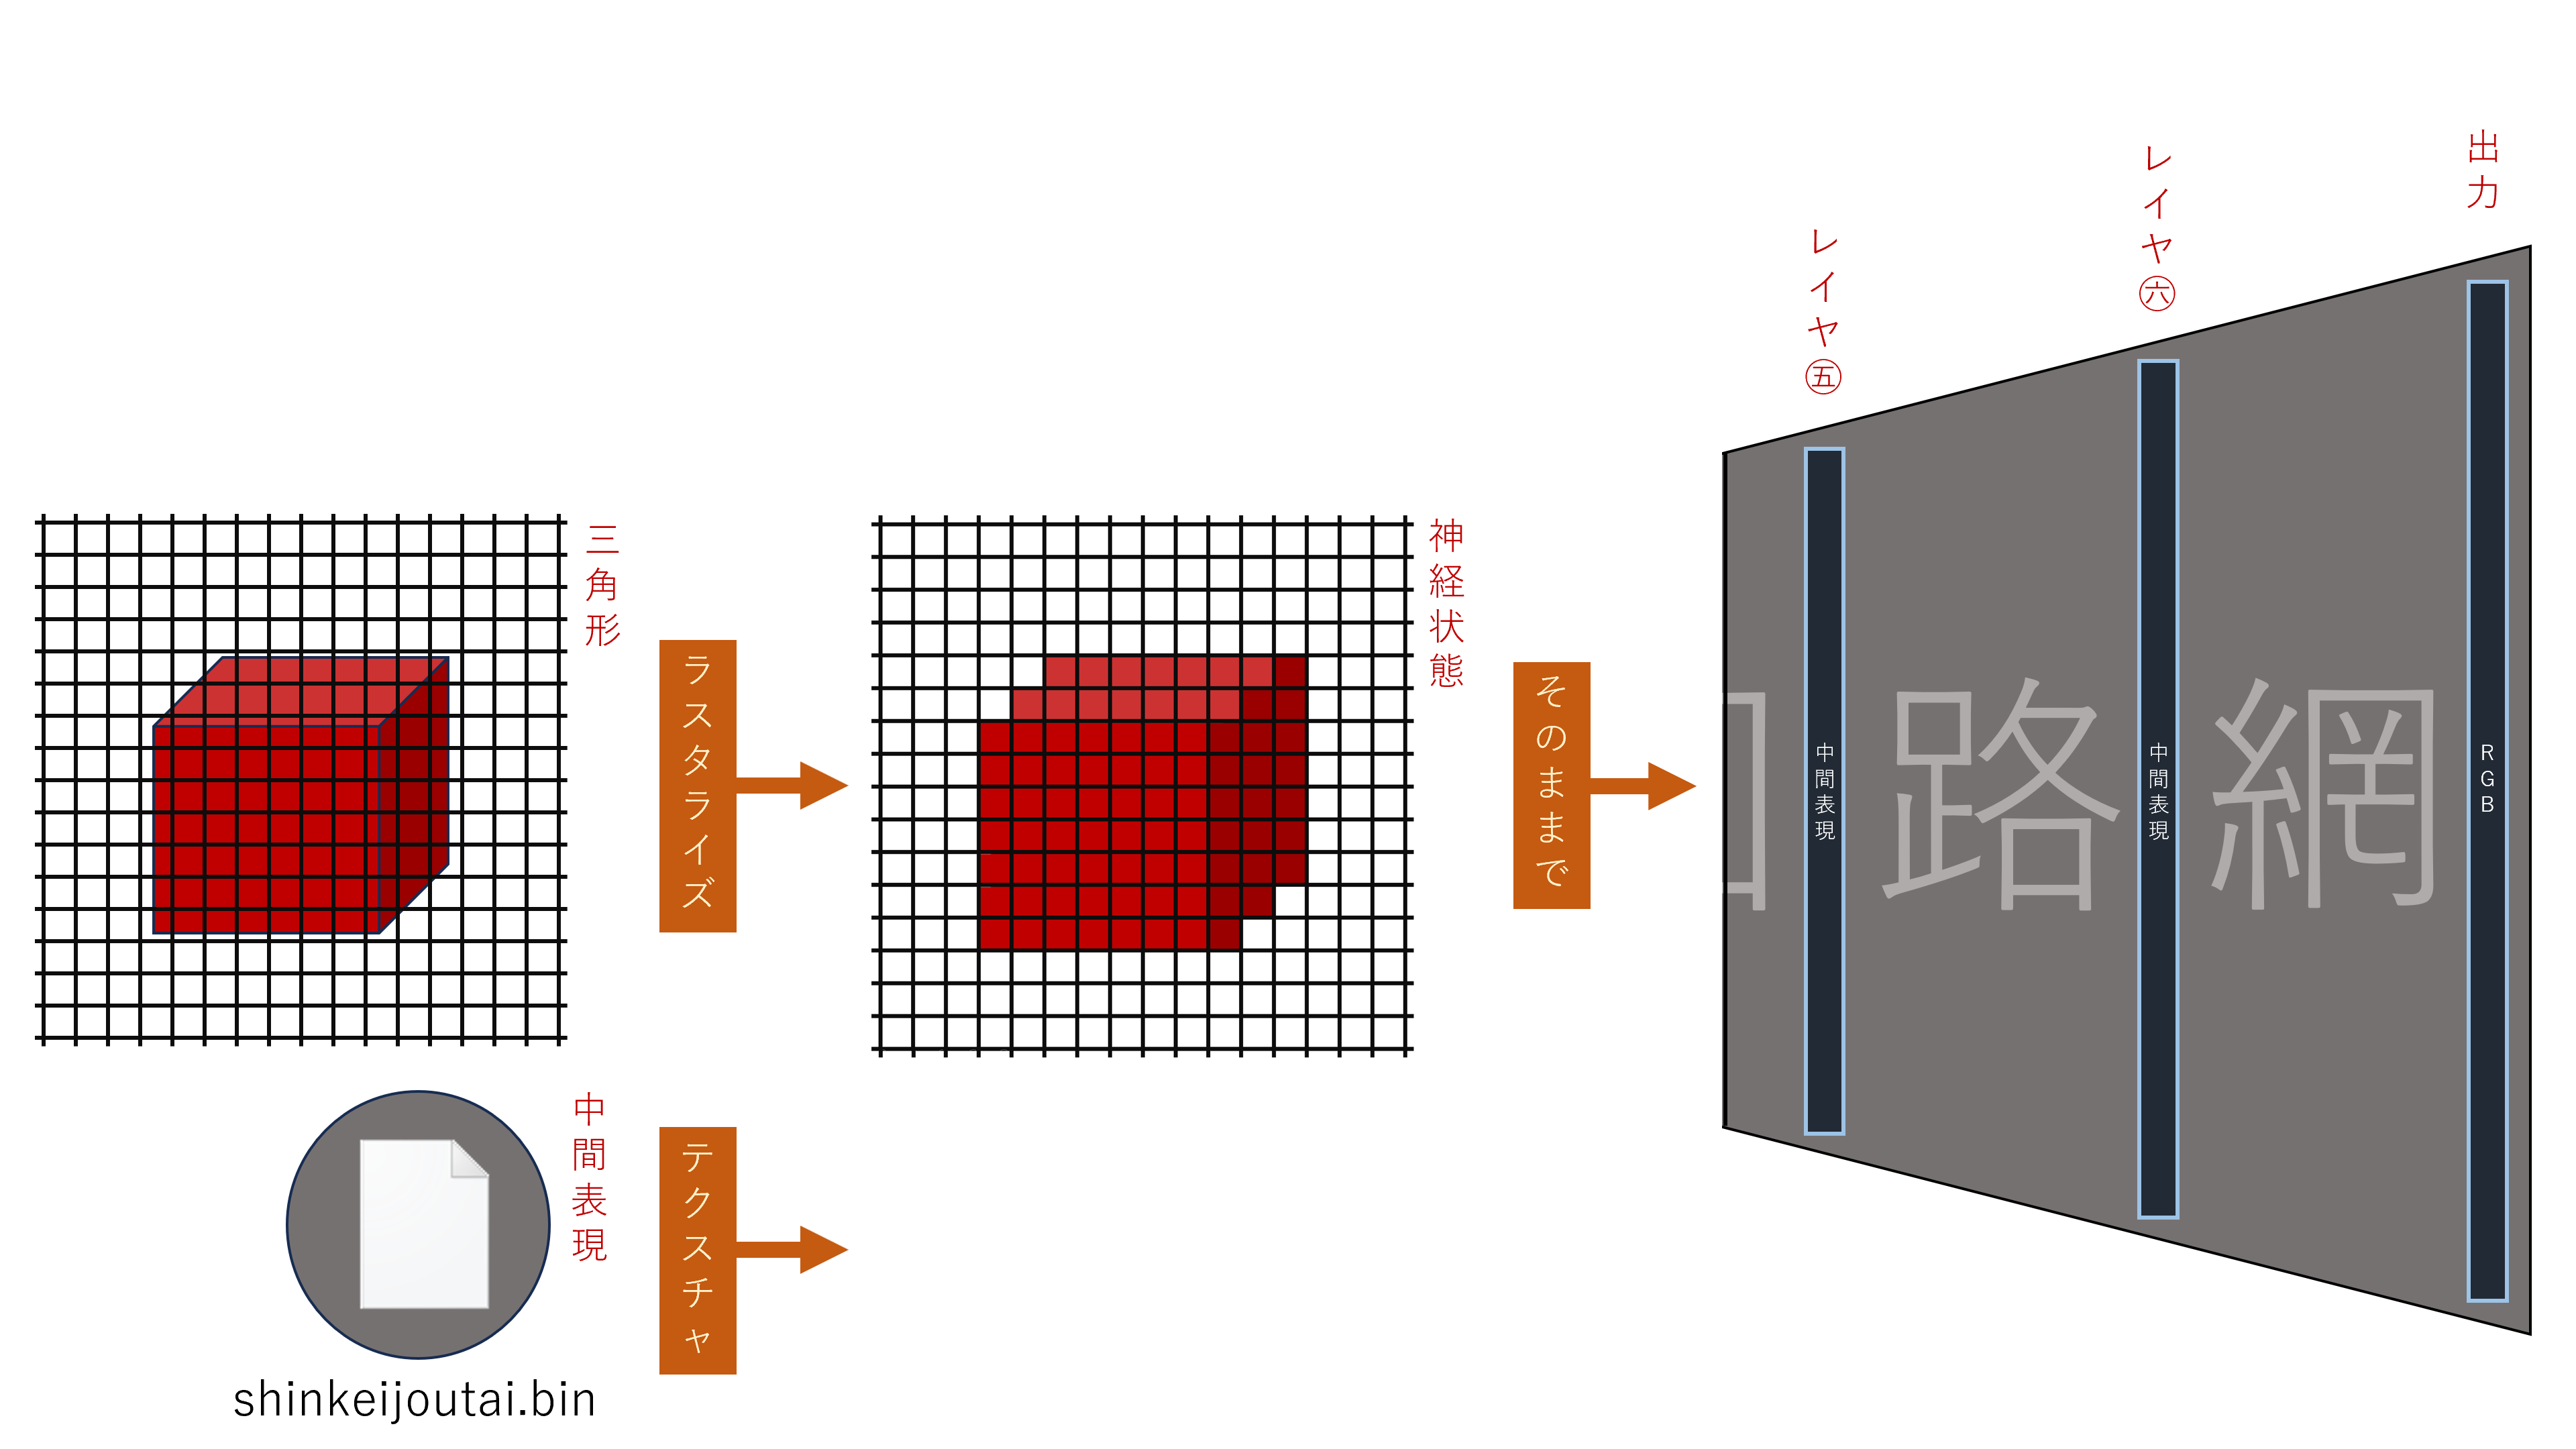 三角形
ラスタライズ
神経状態
そのままで
レイヤ㊄
レイヤ㊅
出力
中間表現
中間表現
RGB
路網
中間表現
テクスチャ
shinkeijoutai.bin